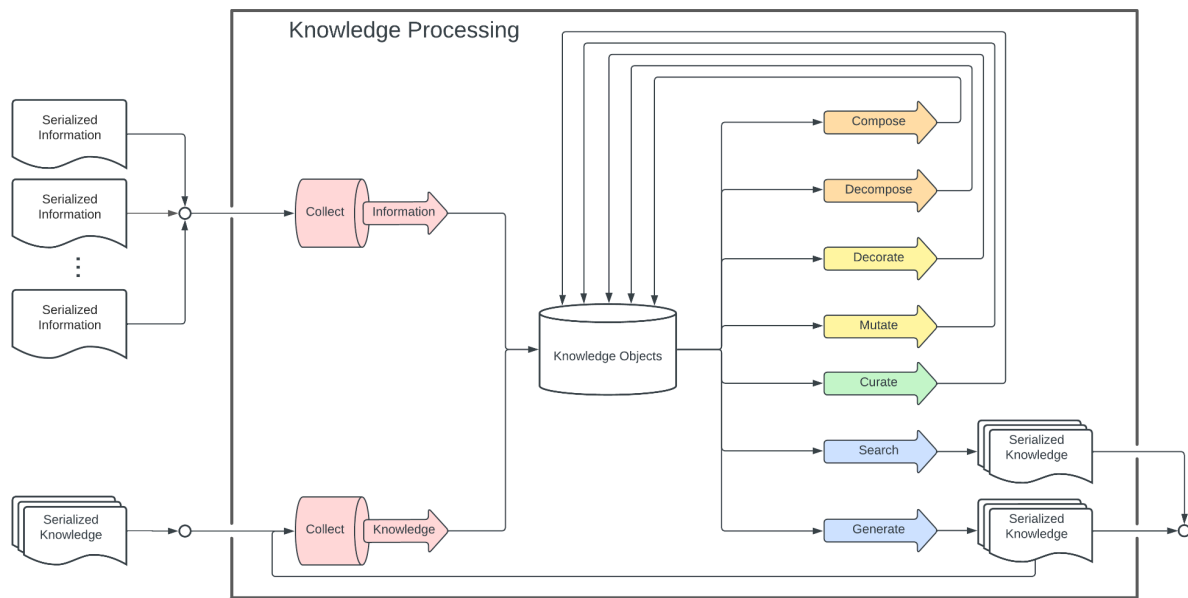 Knowledge Processing
Serialized
Information
Serialized
Information
Serialized
Information
Serialized
Knowledge
Collect
Information
Collect
Knowledge
Knowledge Objects
Compose
Decompose
Decorate
Mutate
Curate
Search
Serialized
Knowledge
Generate
Serialized
Knowledge